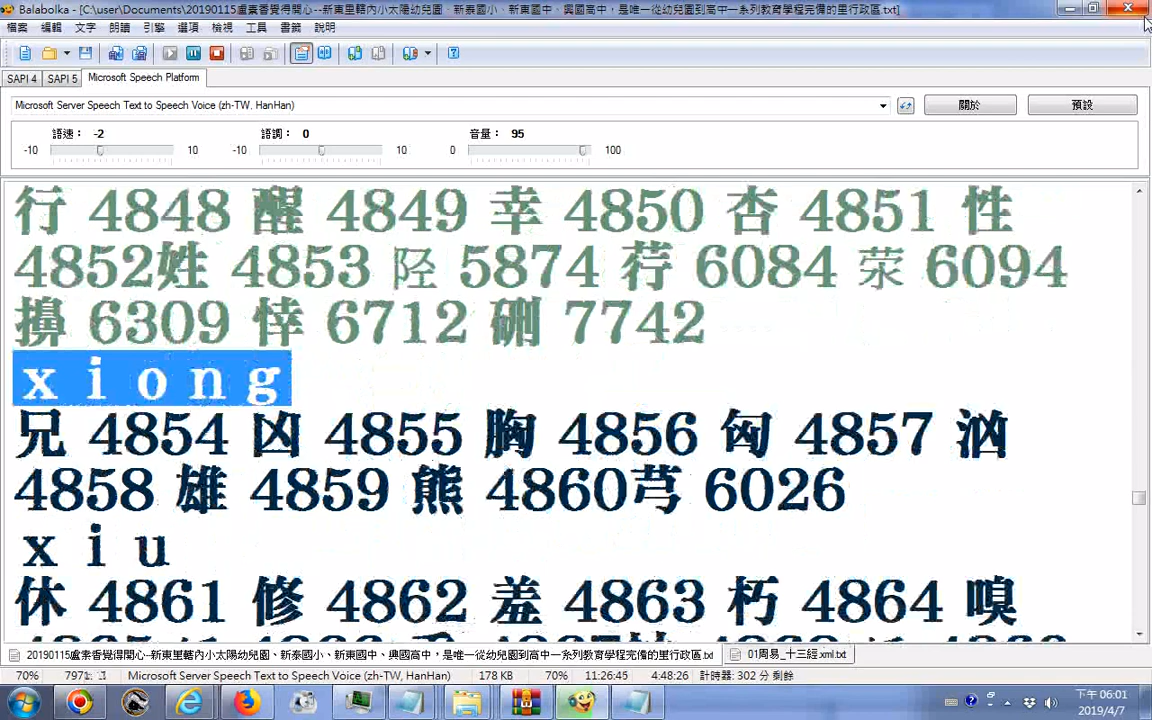 Balabolka - [C:\user\Documents\20190115盧素香覺得開心--新東里轄內小太陽幼兒園、新泰國小、新東國中、興國高中，是唯一從幼兒園到高中一系列教育學程完備的里行政區.txt]
檔案 編輯 文字 朗讀 引擎 選項 檢視 工具 書籤 說明
SAPI 4 SAPI 5 Microsoft Speech Platform
Microsoft Server Speech Text to Speech Voice (zh-TW, HanHan) 關於 預設
語速： -2 語調： 0 音量： 95
-10 10 -10 10 0 100
行 4848 醒 4849 幸 4850 杏 4851 性
4852姓 4853 陉 5874 荇 6084 荥 6094
擤 6309 悻 6712 硎 7742
ｘｉｏｎｇ
兄 4854 凶 4855 胸 4856 匈 4857 汹
4858 雄 4859 熊 4860芎 6026
ｘｉｕ
休 4861 修 4862 羞 4863 朽 4864 嗅
20190115盧素香覺得開心--新東里轄內小太陽幼兒園、新泰國小、新東國中、興國高中，是唯一從幼兒園到高中一系列教育學程完備的里行政區.txt 01周易_十三經.xml.txt
70% Microsoft Server Speech Text to Speech Voice (zh-TW, HanHan) 178 KB 70% 11:26:45 4:48:26 計時器: 302 分 剩餘
下午 06:01
2019/4/7